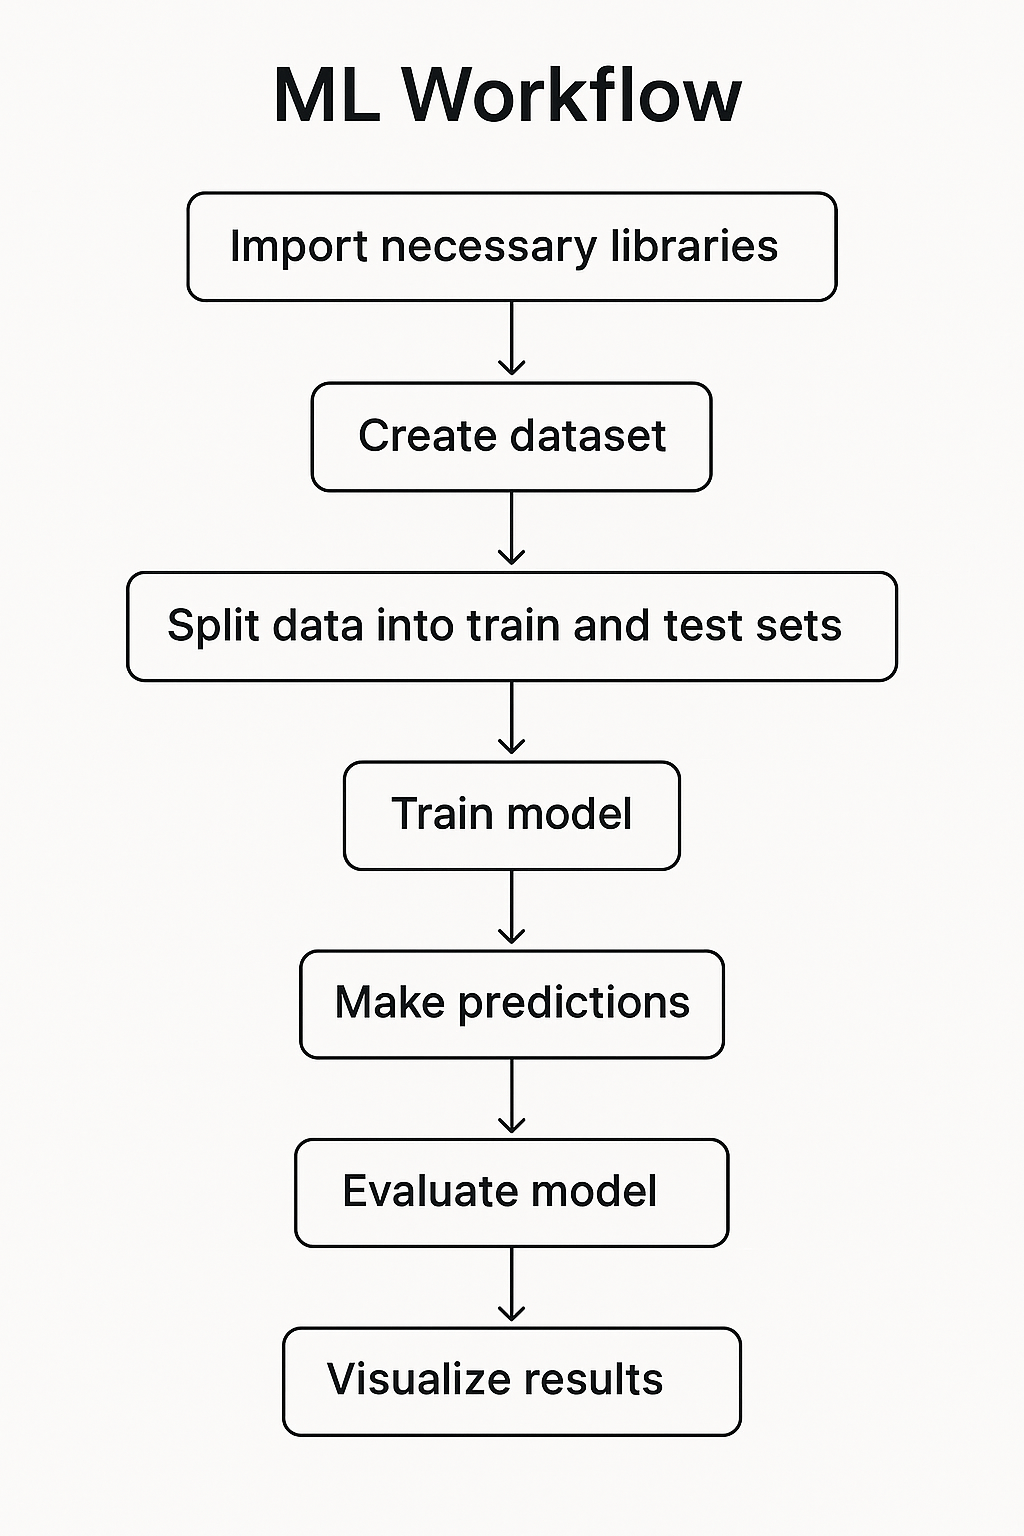 ML Workflow
Import necessary libraries
Create dataset
Split data into train and test sets
Train model
Make predictions
Evaluate model
Visualize results